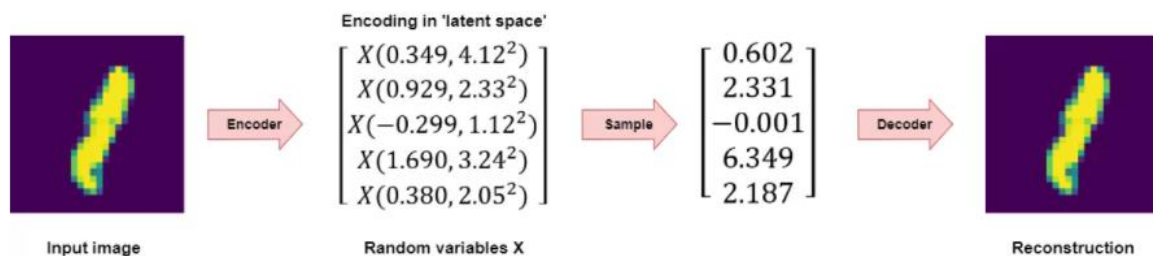 Encoding in 'latent space'
X(0.349, 4.12²)
X(0.929, 2.33²)
X(−0.299, 1.12²)
X(1.690, 3.24²)
X(0.380, 2.05²)
0.602
2.331
−0.001
6.349
2.187
Encoder
Sample
Decoder
Input image
Random variables X
Reconstruction